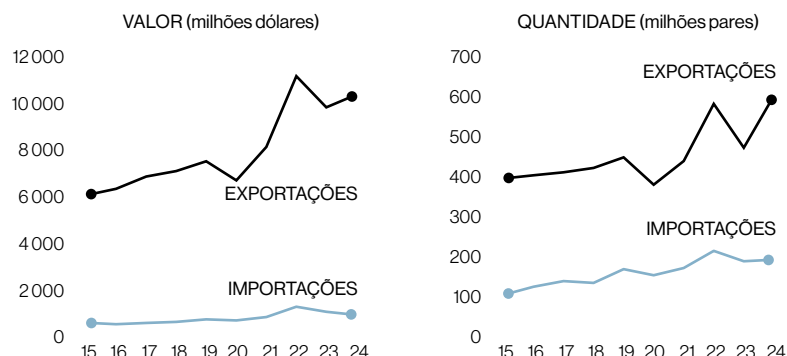 VALOR (milhões dólares)
12 000
10 000
8 000
6 000
4 000
2 000
0
EXPORTAÇÕES
IMPORTAÇÕES
15 16 17 18 19 20 21 22 23 24
QUANTIDADE (milhões pares)
700
600
500
400
300
200
100
0
EXPORTAÇÕES
IMPORTAÇÕES
15 16 17 18 19 20 21 22 23 24